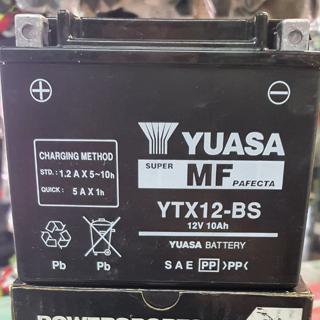 YUASA
CHARGING METHOD
STD. : 1.2 A X 5~10h
QUICK : 5 A X 1h
SUPER
MF
PAFECTA
YTX12-BS
12V 10Ah
YUASA BATTERY
Pb Pb
S A E PP >PP<